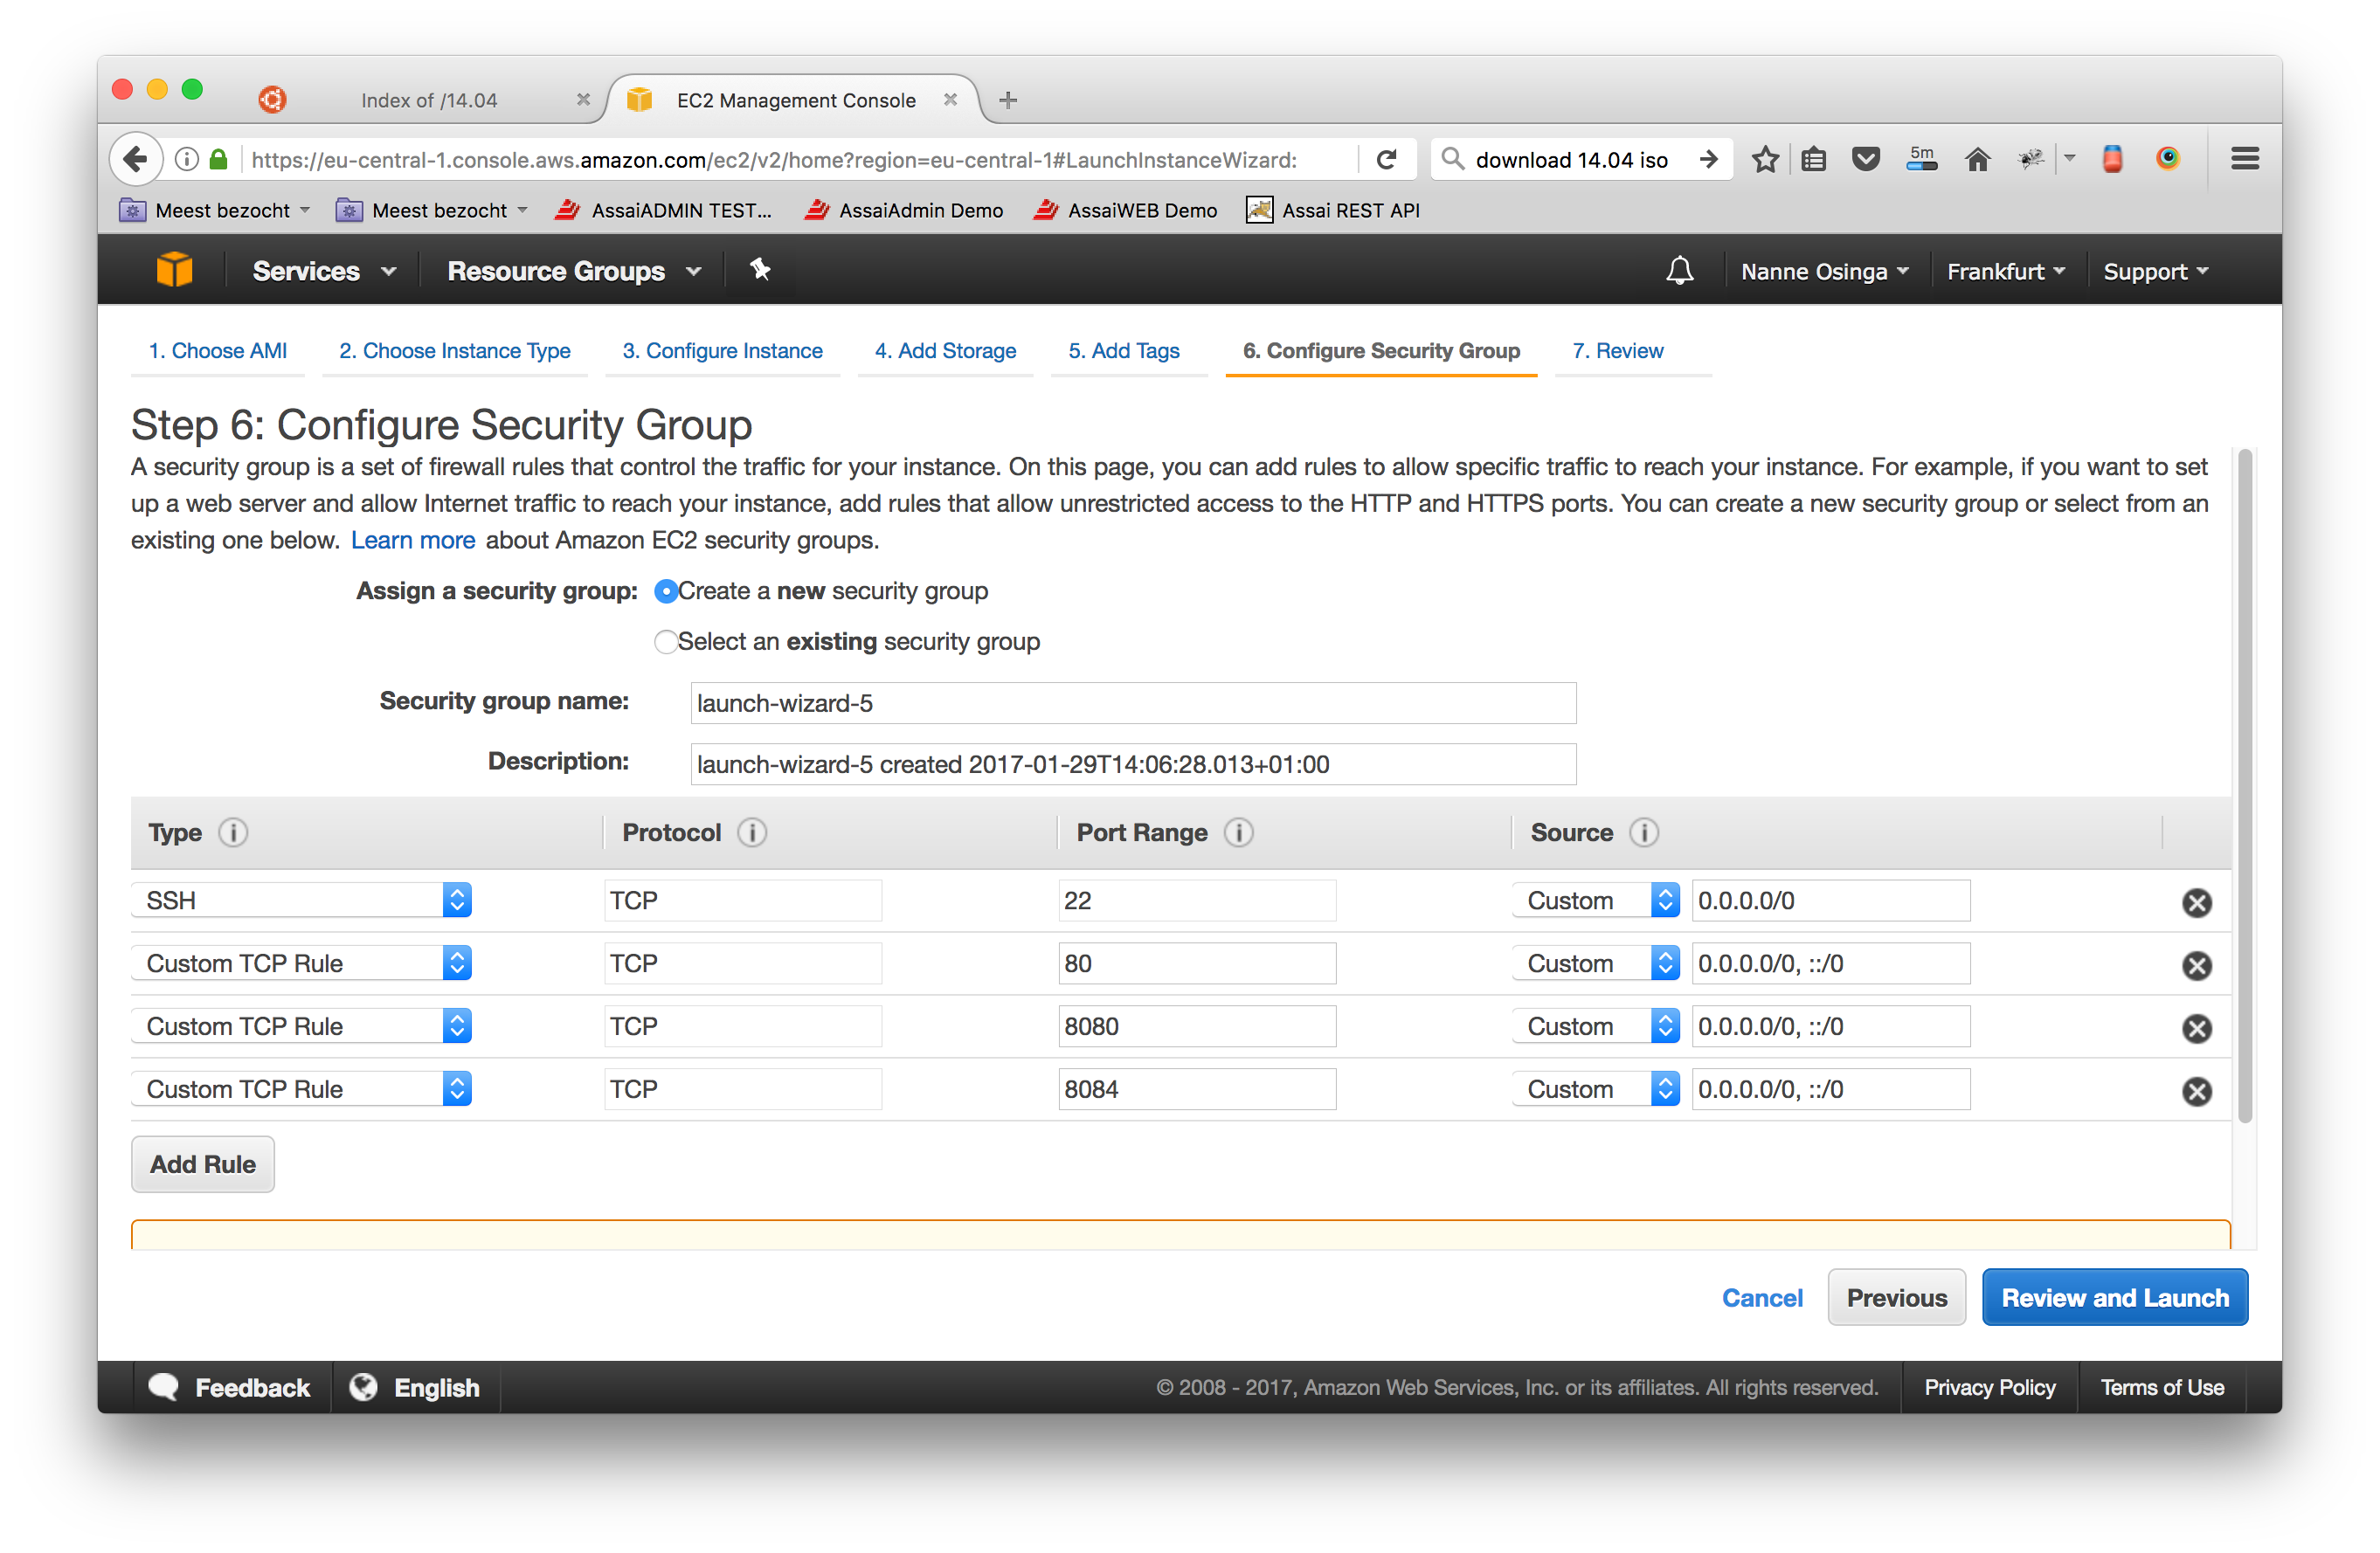 Index of /14.04
EC2 Management Console
https://eu-central-1.console.aws.amazon.com/ec2/v2/home?region=eu-central-1#LaunchInstanceWizard:
download 14.04 iso
5m
Meest bezocht
Meest bezocht
AssaiADMIN TEST...
AssaiAdmin Demo
AssaiWEB Demo
Assai REST API
Services
Resource Groups
Nanne Osinga
Frankfurt
Support
1. Choose AMI
2. Choose Instance Type
3. Configure Instance
4. Add Storage
5. Add Tags
6. Configure Security Group
7. Review
Step 6: Configure Security Group
A security group is a set of firewall rules that control the traffic for your instance. On this page, you can add rules to allow specific traffic to reach your instance. For example, if you want to set
up a web server and allow Internet traffic to reach your instance, add rules that allow unrestricted access to the HTTP and HTTPS ports. You can create a new security group or select from an
existing one below. Learn more about Amazon EC2 security groups.
Assign a security group: Create a new security group
Select an existing security group
Security group name: launch-wizard-5
Description: launch-wizard-5 created 2017-01-29T14:06:28.013+01:00
Type Protocol Port Range Source
SSH TCP 22 Custom 0.0.0.0/0
Custom TCP Rule TCP 80 Custom 0.0.0.0/0, ::/0
Custom TCP Rule TCP 8080 Custom 0.0.0.0/0, ::/0
Custom TCP Rule TCP 8084 Custom 0.0.0.0/0, ::/0
Add Rule
Cancel Previous Review and Launch
Feedback English © 2008 - 2017, Amazon Web Services, Inc. or its affiliates. All rights reserved. Privacy Policy Terms of Use